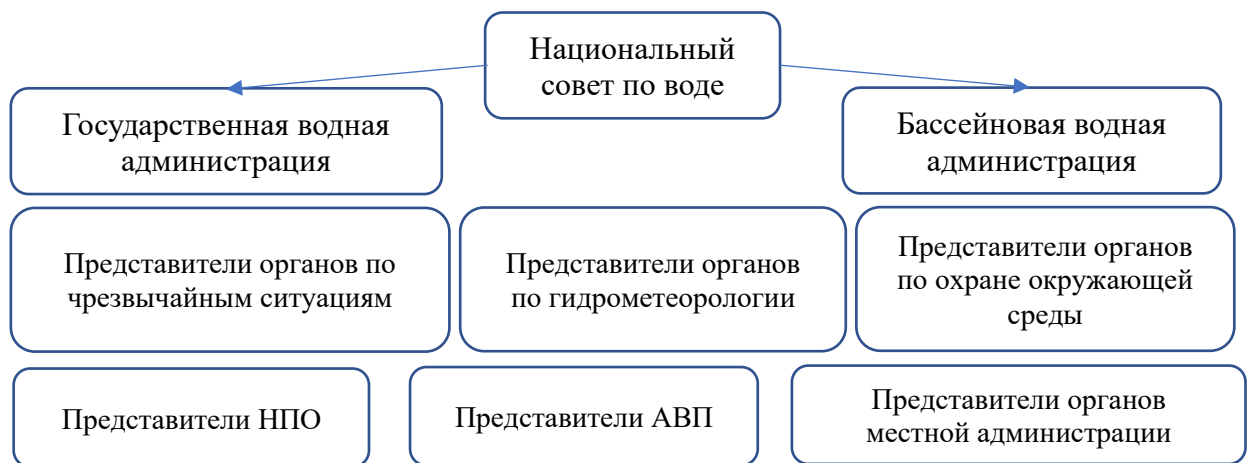 Национальный
совет по воде
Государственная водная
администрация
Бассейновая водная
администрация
Представители органов по
чрезвычайным ситуациям
Представители органов
по гидрометеорологии
Представители органов
по охране окружающей
среды
Представители НПО
Представители АВП
Представители органов
местной администрации